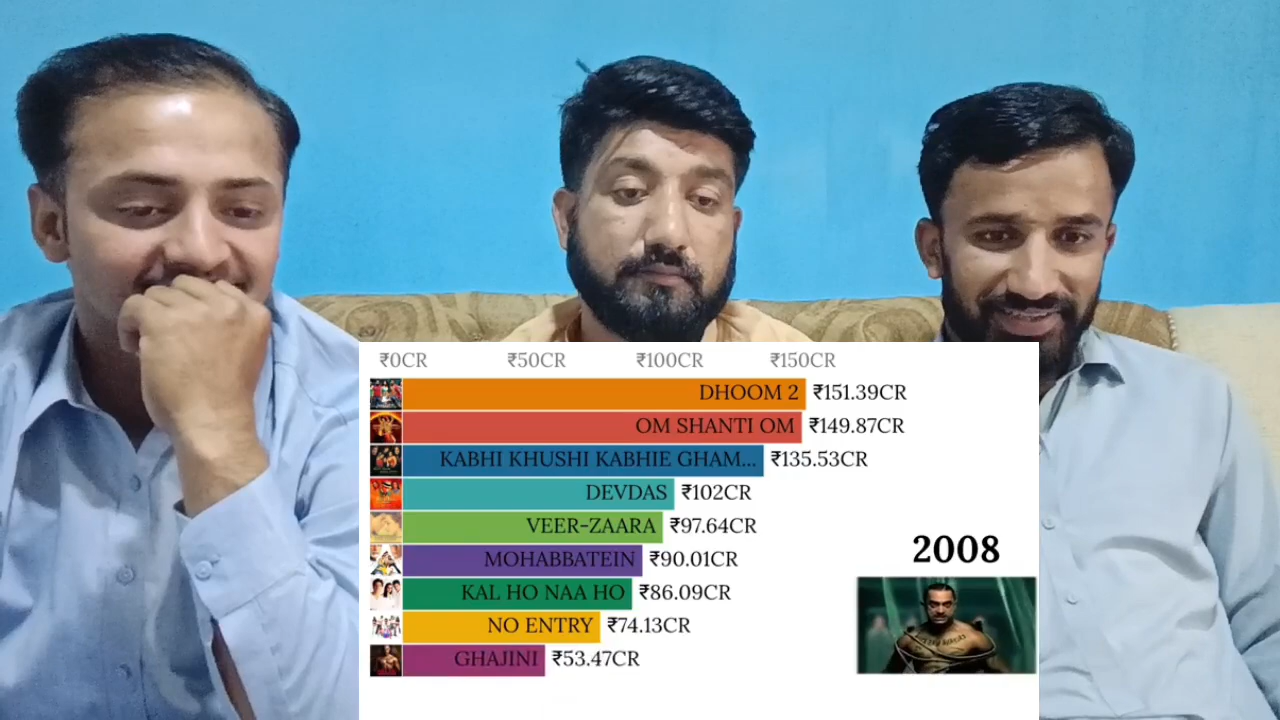 ₹0CR ₹50CR ₹100CR ₹150CR
DHOOM 2 ₹151.39CR
OM SHANTI OM ₹149.87CR
KABHI KHUSHI KABHIE GHAM... ₹135.53CR
DEVDAS ₹102CR
VEER-ZAARA ₹97.64CR
MOHABBATEIN ₹90.01CR
KAL HO NAA HO ₹86.09CR
NO ENTRY ₹74.13CR
GHAJINI ₹53.47CR
2008